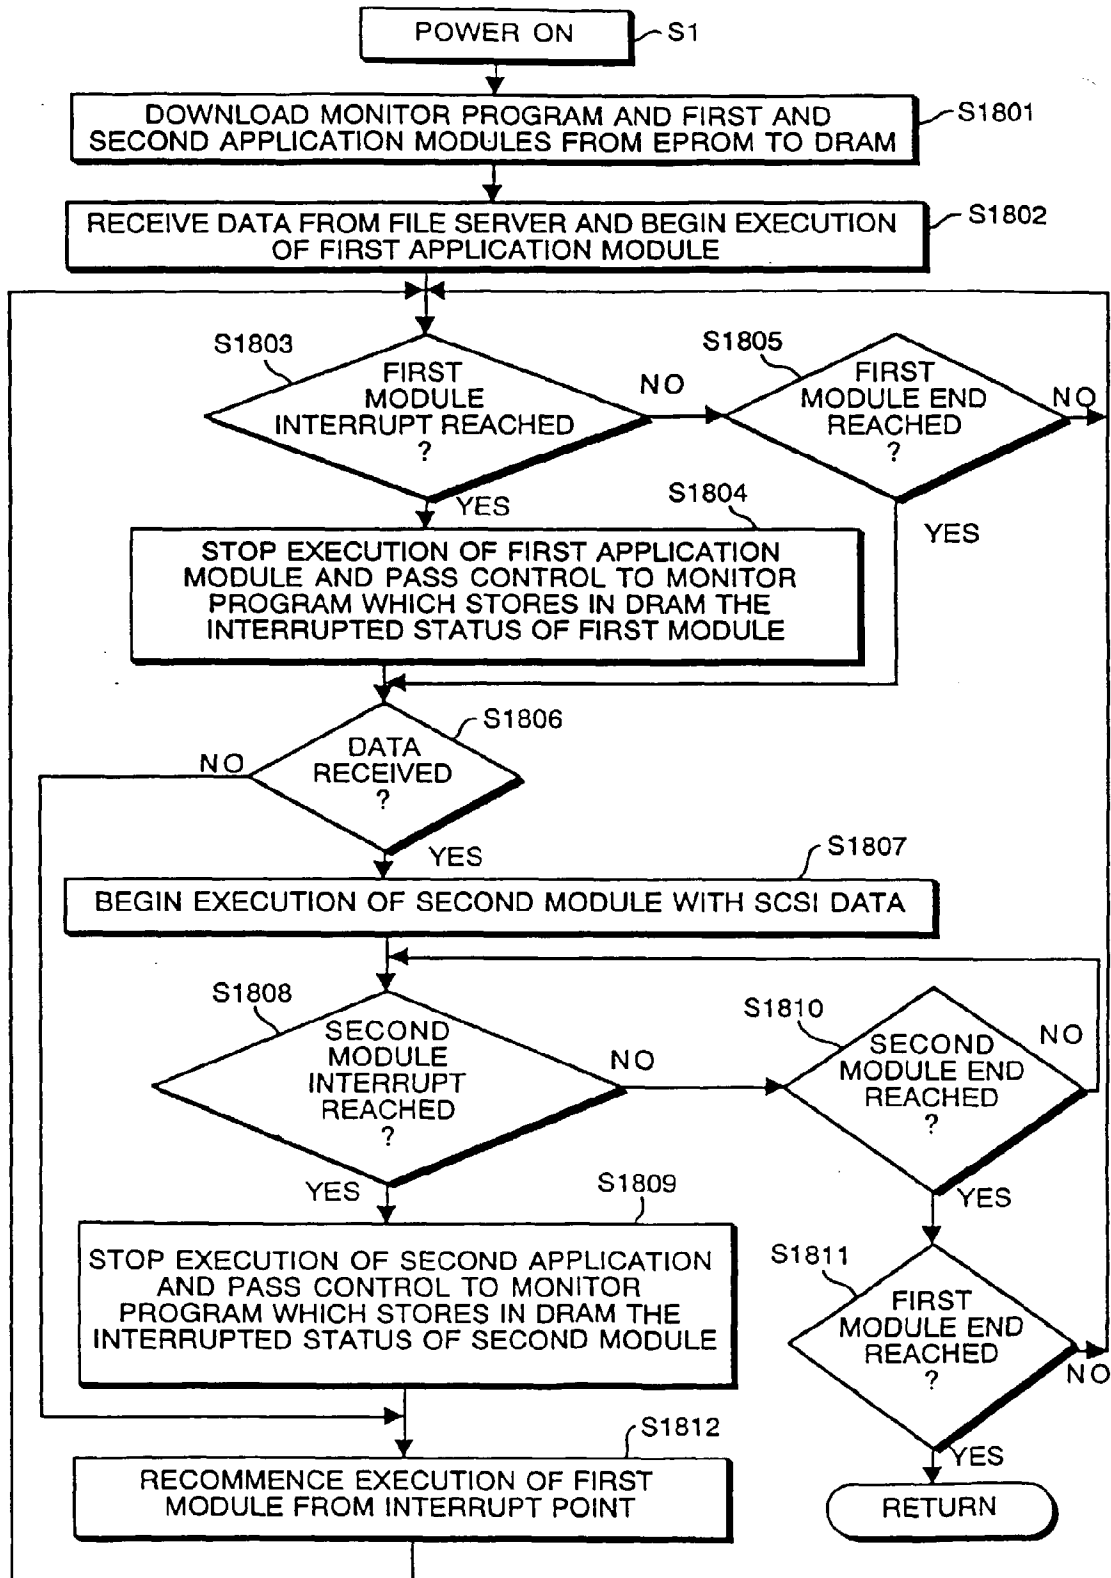 POWER ON
S1
DOWNLOAD MONITOR PROGRAM AND FIRST AND
SECOND APPLICATION MODULES FROM EPROM TO DRAM
S1801
RECEIVE DATA FROM FILE SERVER AND BEGIN EXECUTION
OF FIRST APPLICATION MODULE
S1802
S1803
FIRST
MODULE
INTERRUPT REACHED
?
NO
YES
S1805
FIRST
MODULE END
REACHED
?
NO
YES
S1804
STOP EXECUTION OF FIRST APPLICATION
MODULE AND PASS CONTROL TO MONITOR
PROGRAM WHICH STORES IN DRAM THE
INTERRUPTED STATUS OF FIRST MODULE
S1806
DATA
RECEIVED
?
NO
YES
S1807
BEGIN EXECUTION OF SECOND MODULE WITH SCSI DATA
S1808
SECOND
MODULE
INTERRUPT
REACHED
?
NO
YES
S1810
SECOND
MODULE END
REACHED
?
NO
YES
S1809
STOP EXECUTION OF SECOND APPLICATION
AND PASS CONTROL TO MONITOR
PROGRAM WHICH STORES IN DRAM THE
INTERRUPTED STATUS OF SECOND MODULE
S1811
FIRST
MODULE END
REACHED
?
NO
YES
S1812
RECOMMENCE EXECUTION OF FIRST
MODULE FROM INTERRUPT POINT
RETURN